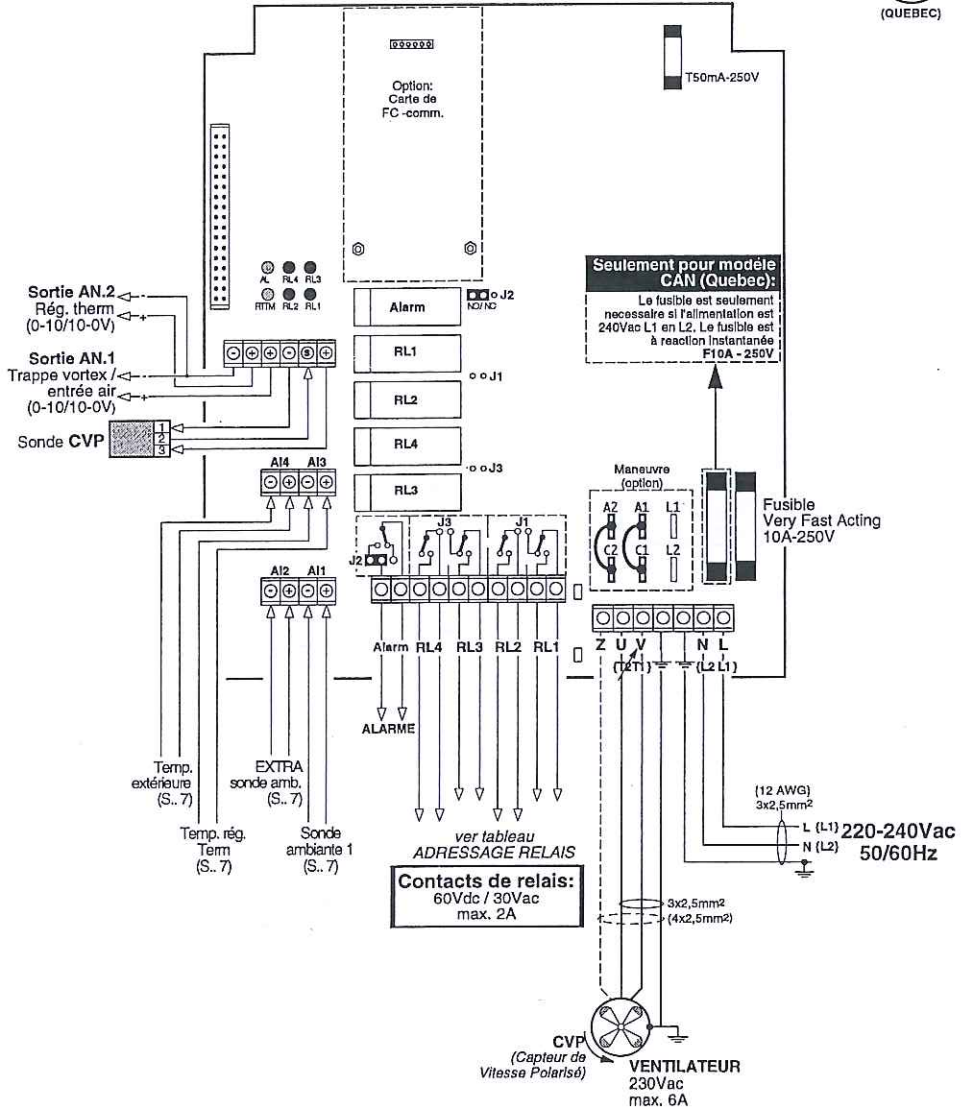 (QUEBEC)
T50mA-250V
Option:
Carte de
FC -comm.
AL RL4 RL3
RTTM RL2 RL1
Alarm
J2
NO/ NC
RL1
J1
RL2
RL4
J3
RL3
Seulement pour modéle
CAN (Quebec):
Le fusible est seulement
necessaire si l'alimentation est
240Vac L1 en L2. Le fusible est
à reaction instantanée
F10A - 250V
Sortie AN.2
Rég. therm
(0-10/10-0V)
Sortie AN.1
Trappe vortex /
entrée air
(0-10/10-0V)
- + + - S +
Sonde CVP
1
2
3
AI4 AI3
- + - +
AI2 AI1
- + - +
J2
J3
J1
Maneuvre
(option)
A2 A1 L1
C2 C1 L2
Fusible
Very Fast Acting
10A-250V
Alarm RL4 RL3 RL2 RL1
Z U V N L
(T2T1) (L2 L1)
ALARME
Temp.
extérieure
(S.. 7)
Temp. rég.
Term
(S.. 7)
EXTRA
sonde amb.
(S.. 7)
Sonde
ambiante 1
(S.. 7)
ver tableau
ADRESSAGE RELAIS
Contacts de relais:
60Vdc / 30Vac
max. 2A
(12 AWG)
3x2,5mm²
L (L1)
N (L2)
220-240Vac
50/60Hz
3x2,5mm²
(4x2,5mm²)
CVP
(Capteur de
Vitesse Polarisé)
VENTILATEUR
230Vac
max. 6A